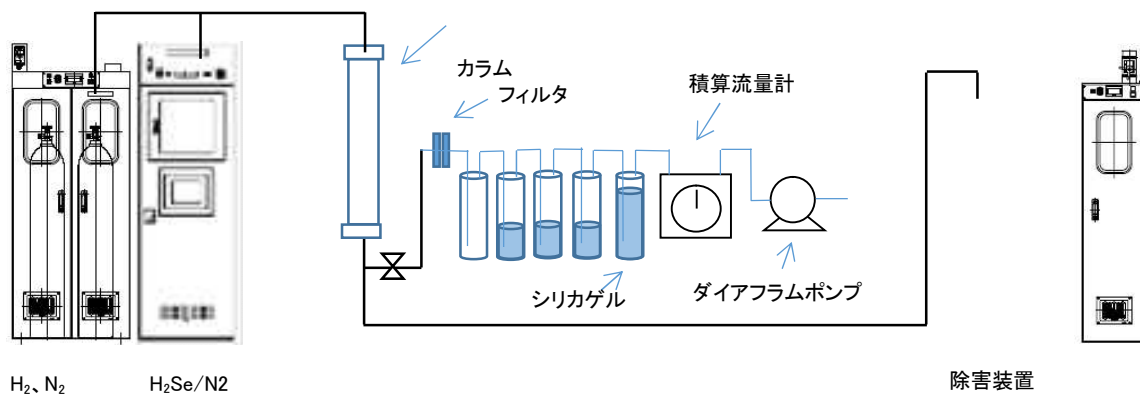 カラム
フィルタ
積算流量計
シリカゲル
ダイアフラムポンプ
H₂、N₂
H₂Se/N2
除害装置